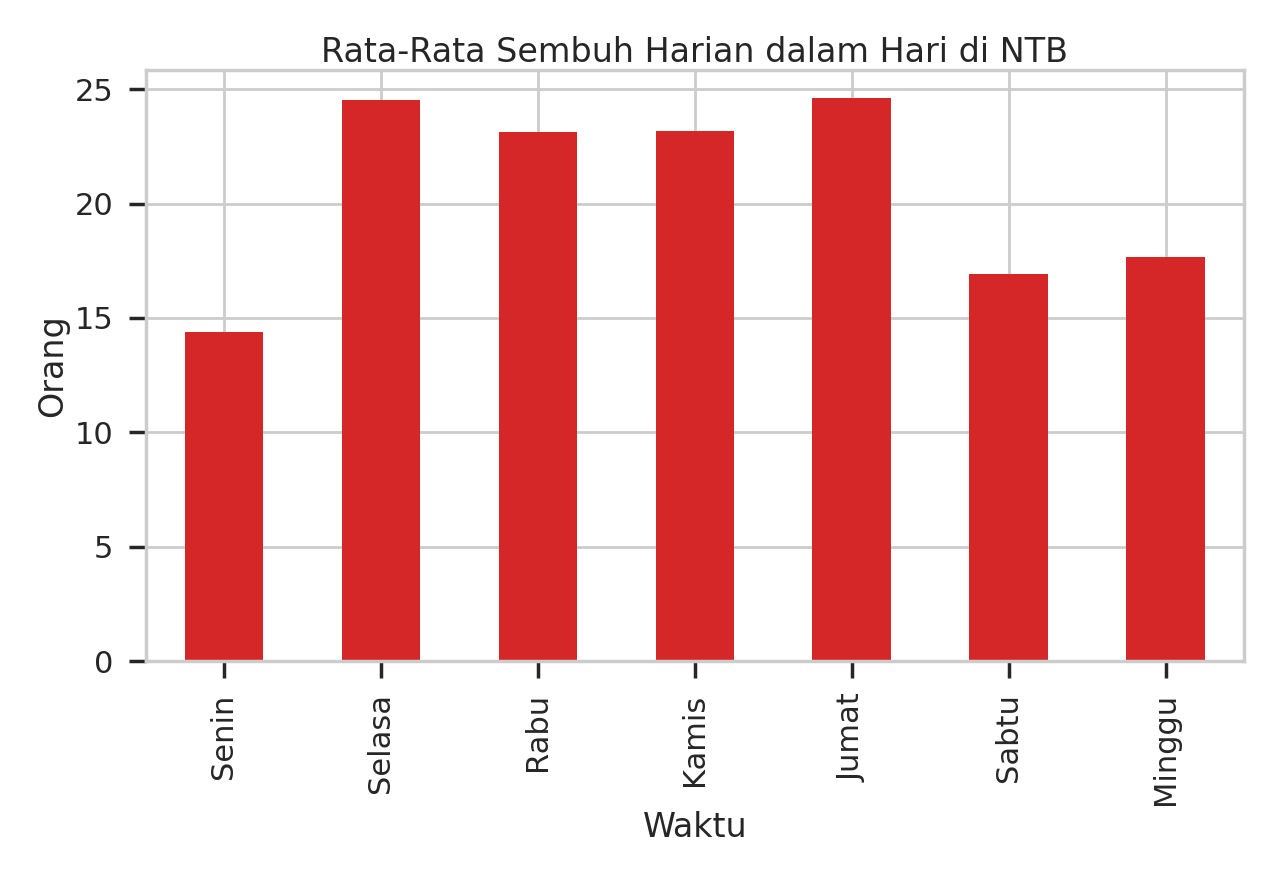 Rata-Rata Sembuh Harian dalam Hari di NTB
Orang
25
20
15
10
5
0
Senin
Selasa
Rabu
Kamis
Jumat
Sabtu
Minggu
Waktu